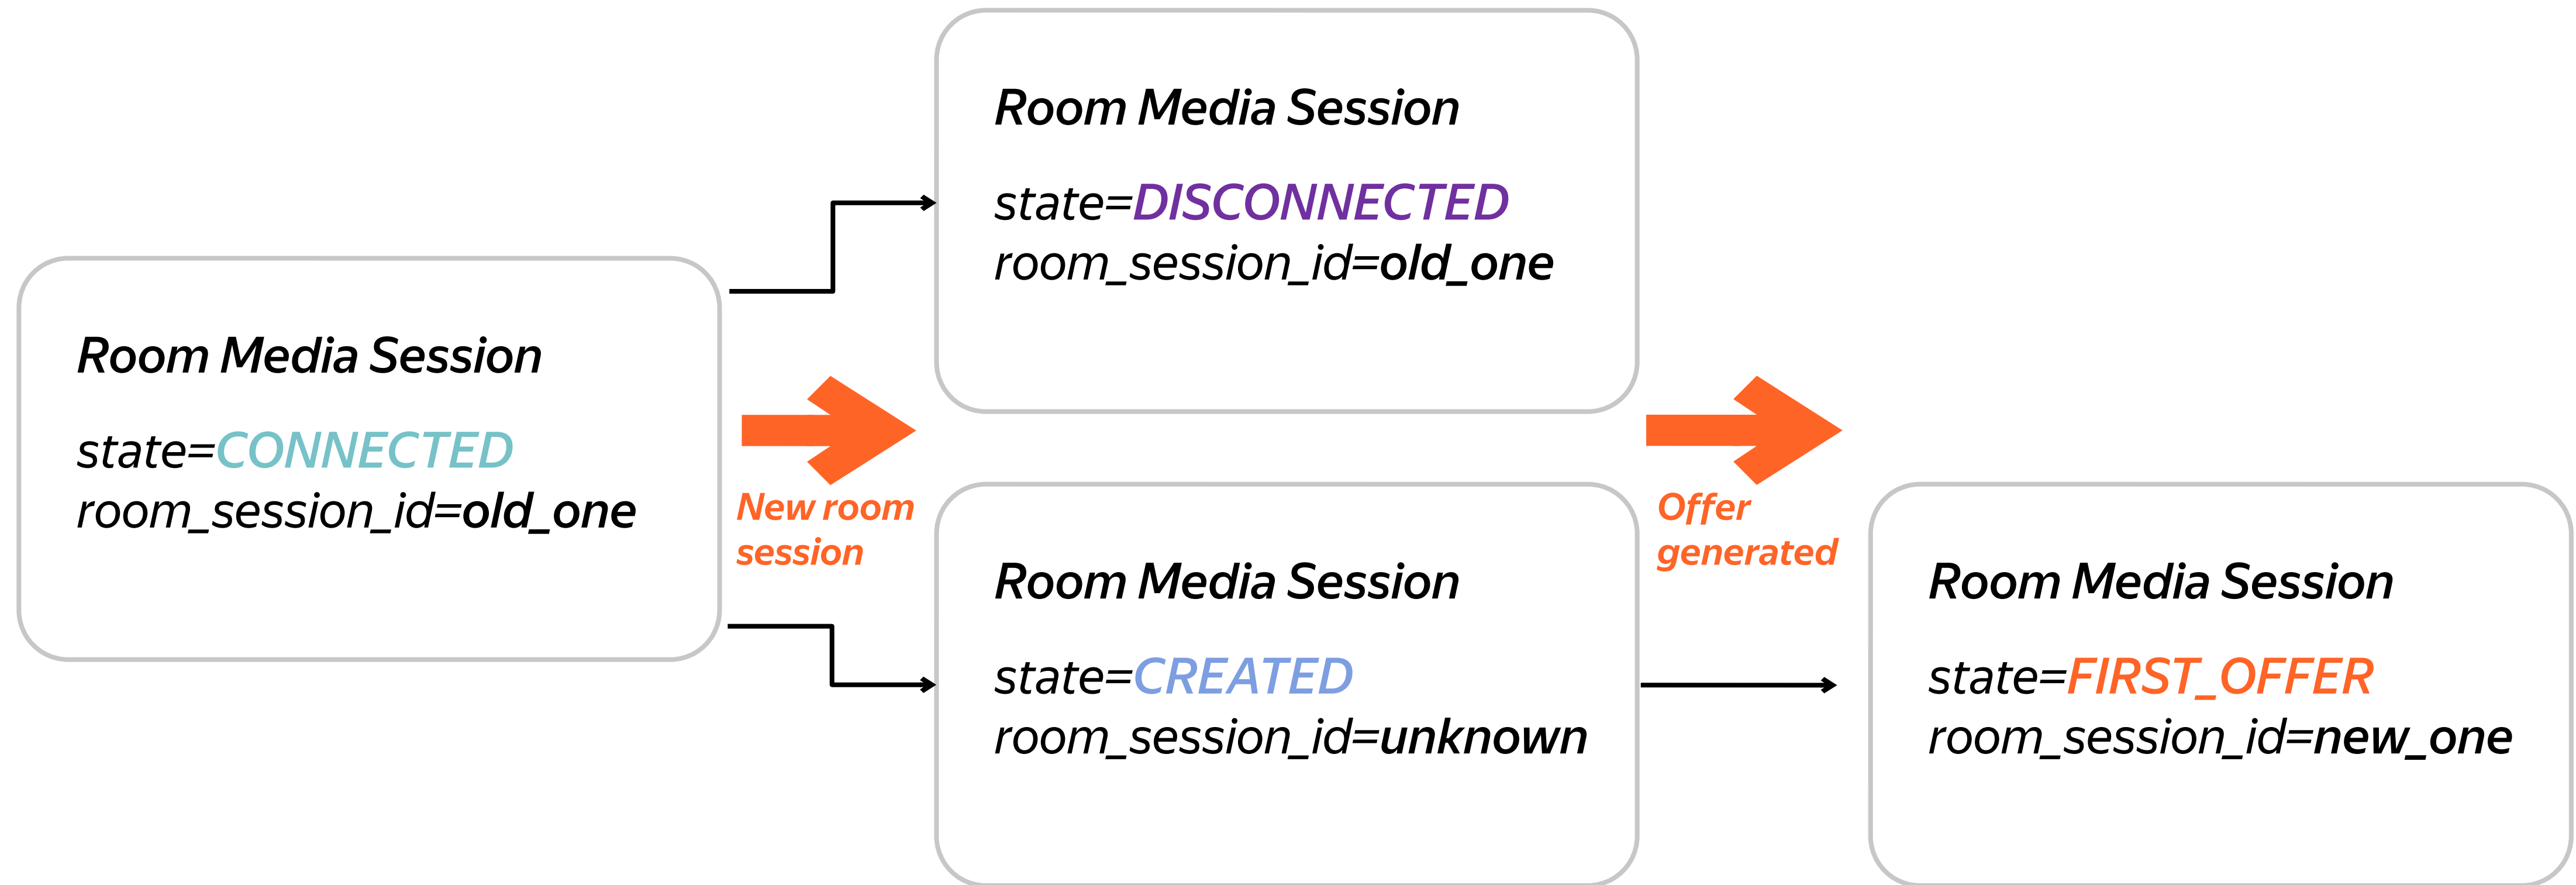 Room Media Session
state=CONNECTED
room_session_id=old_one
New room
session
Room Media Session
state=DISCONNECTED
room_session_id=old_one
Room Media Session
state=CREATED
room_session_id=unknown
Offer
generated
Room Media Session
state=FIRST_OFFER
room_session_id=new_one